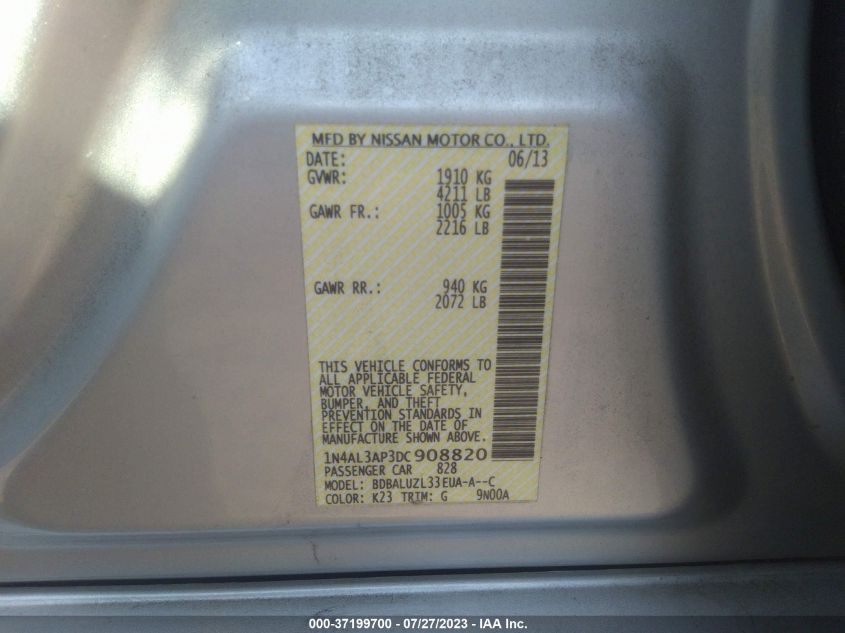 MFD BY NISSAN MOTOR CO., LTD.
DATE: 06/13
GVWR: 1910 KG
4211 LB
GAWR FR.: 1005 KG
2216 LB
GAWR RR.: 940 KG
2072 LB
THIS VEHICLE CONFORMS TO
ALL APPLICABLE FEDERAL
MOTOR VEHICLE SAFETY,
BUMPER, AND THEFT
PREVENTION STANDARDS IN
EFFECT ON THE DATE OF
MANUFACTURE SHOWN ABOVE.
1N4AL3AP3DC908820
PASSENGER CAR 828
MODEL: BDBALUZL33EUA-A--C
COLOR: K23 TRIM: G 9N00A
000-37199700 - 07/27/2023 - IAA Inc.